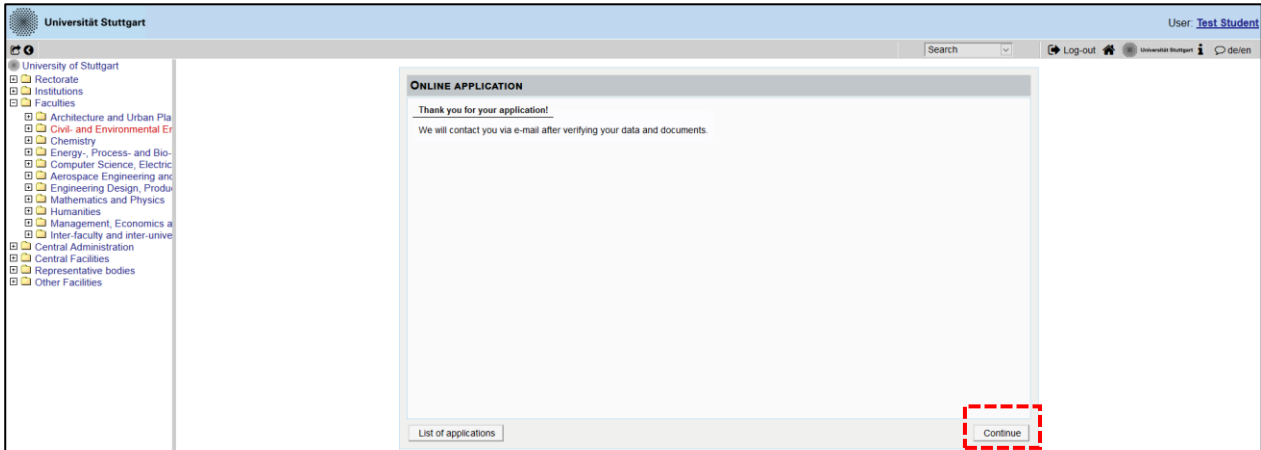 Universität Stuttgart
User: Test Student
Search
Log-out
Universität Stuttgart
de/en
University of Stuttgart
Rectorate
Institutions
Faculties
Architecture and Urban Pla
Civil- and Environmental Er
Chemistry
Energy-, Process- and Bio-
Computer Science, Electric
Aerospace Engineering and
Engineering Design, Produ
Mathematics and Physics
Humanities
Management, Economics a
Inter-faculty and inter-unive
Central Administration
Central Facilities
Representative bodies
Other Facilities
ONLINE APPLICATION
Thank you for your application!
We will contact you via e-mail after verifying your data and documents.
List of applications
Continue